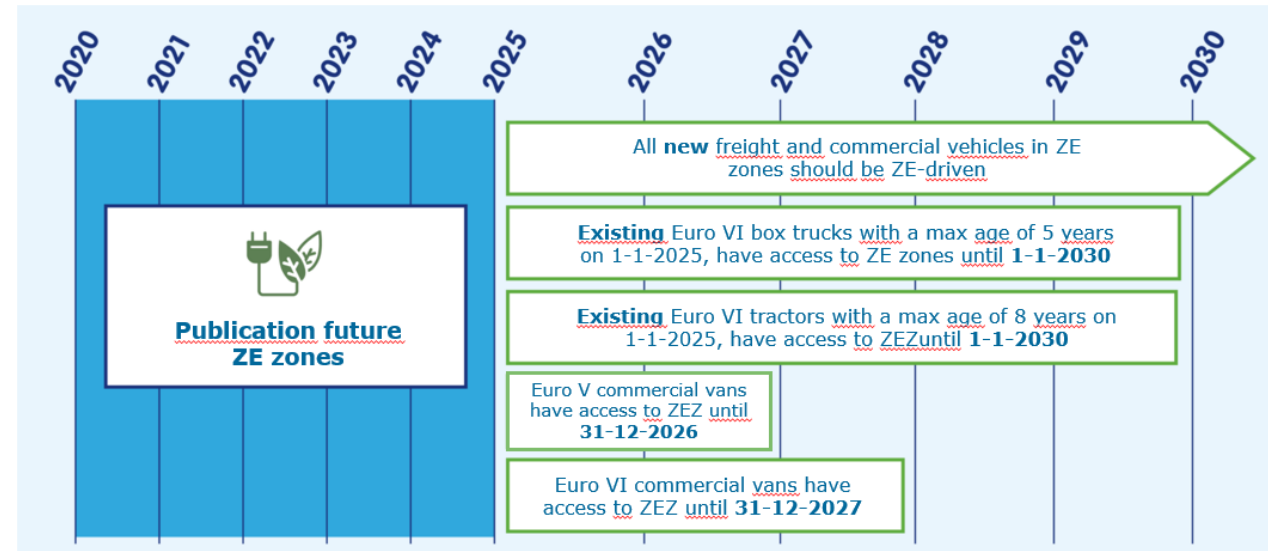 2020
2021
2022
2023
2024
2025
2026
2027
2028
2029
2030
All new freight and commercial vehicles in ZE
zones should be ZE-driven
Existing Euro VI box trucks with a max age of 5 years
on 1-1-2025, have access to ZE zones until 1-1-2030
Publication future
ZE zones
Existing Euro VI tractors with a max age of 8 years on
1-1-2025, have access to ZEZuntil 1-1-2030
Euro V commercial vans
have access to ZEZ until
31-12-2026
Euro VI commercial vans have
access to ZEZ until 31-12-2027